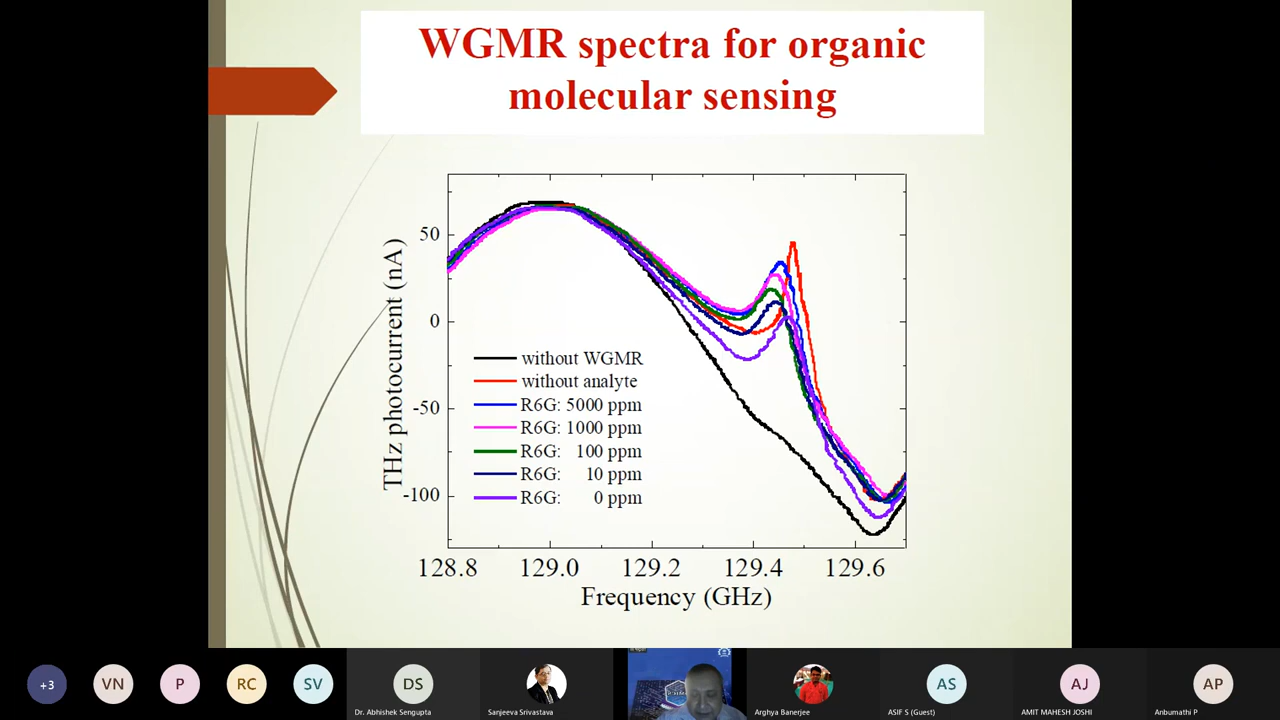 WGMR spectra for organic
molecular sensing
50
0
-50
-100
THz photocurrent (nA)
without WGMR
without analyte
R6G: 5000 ppm
R6G: 1000 ppm
R6G: 100 ppm
R6G: 10 ppm
R6G: 0 ppm
128.8 129.0 129.2 129.4 129.6
Frequency (GHz)
+3 VN P RC SV DS AS AJ AP
Dr. Abhishek Sengupta Sanjeeva Srivastava Arghya Banerjee ASIF S (Guest) AMIT MAHESH JOSHI Anbumathi P